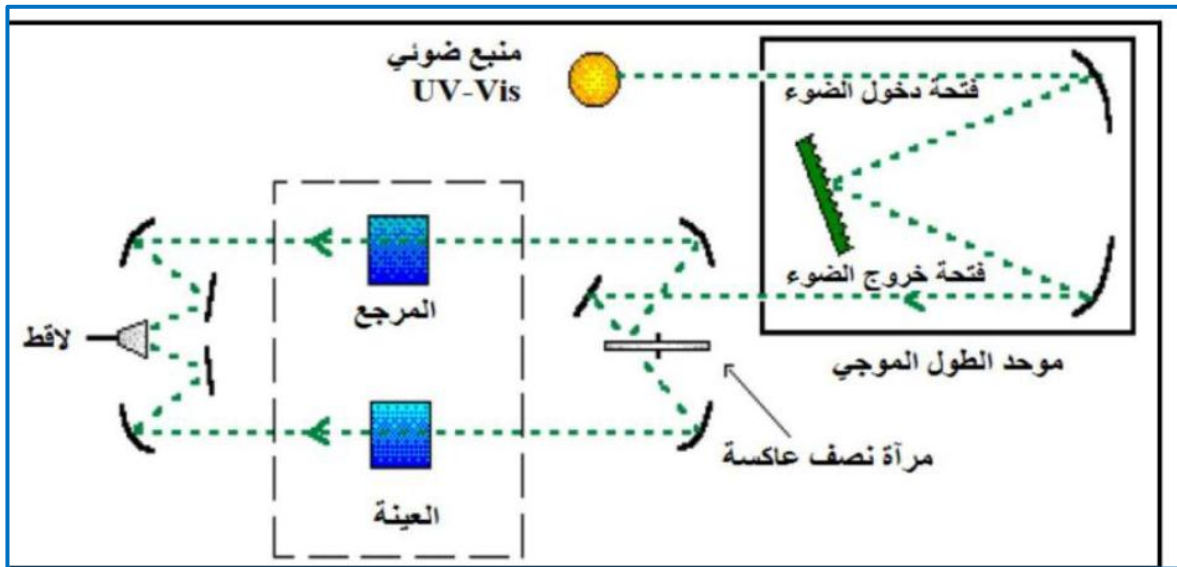 منبع ضوئي
UV-Vis
فتحة دخول الضوء
فتحة خروج الضوء
موحد الطول الموجي
المرجع
لاقط
مرآة نصف عاكسة
العينة